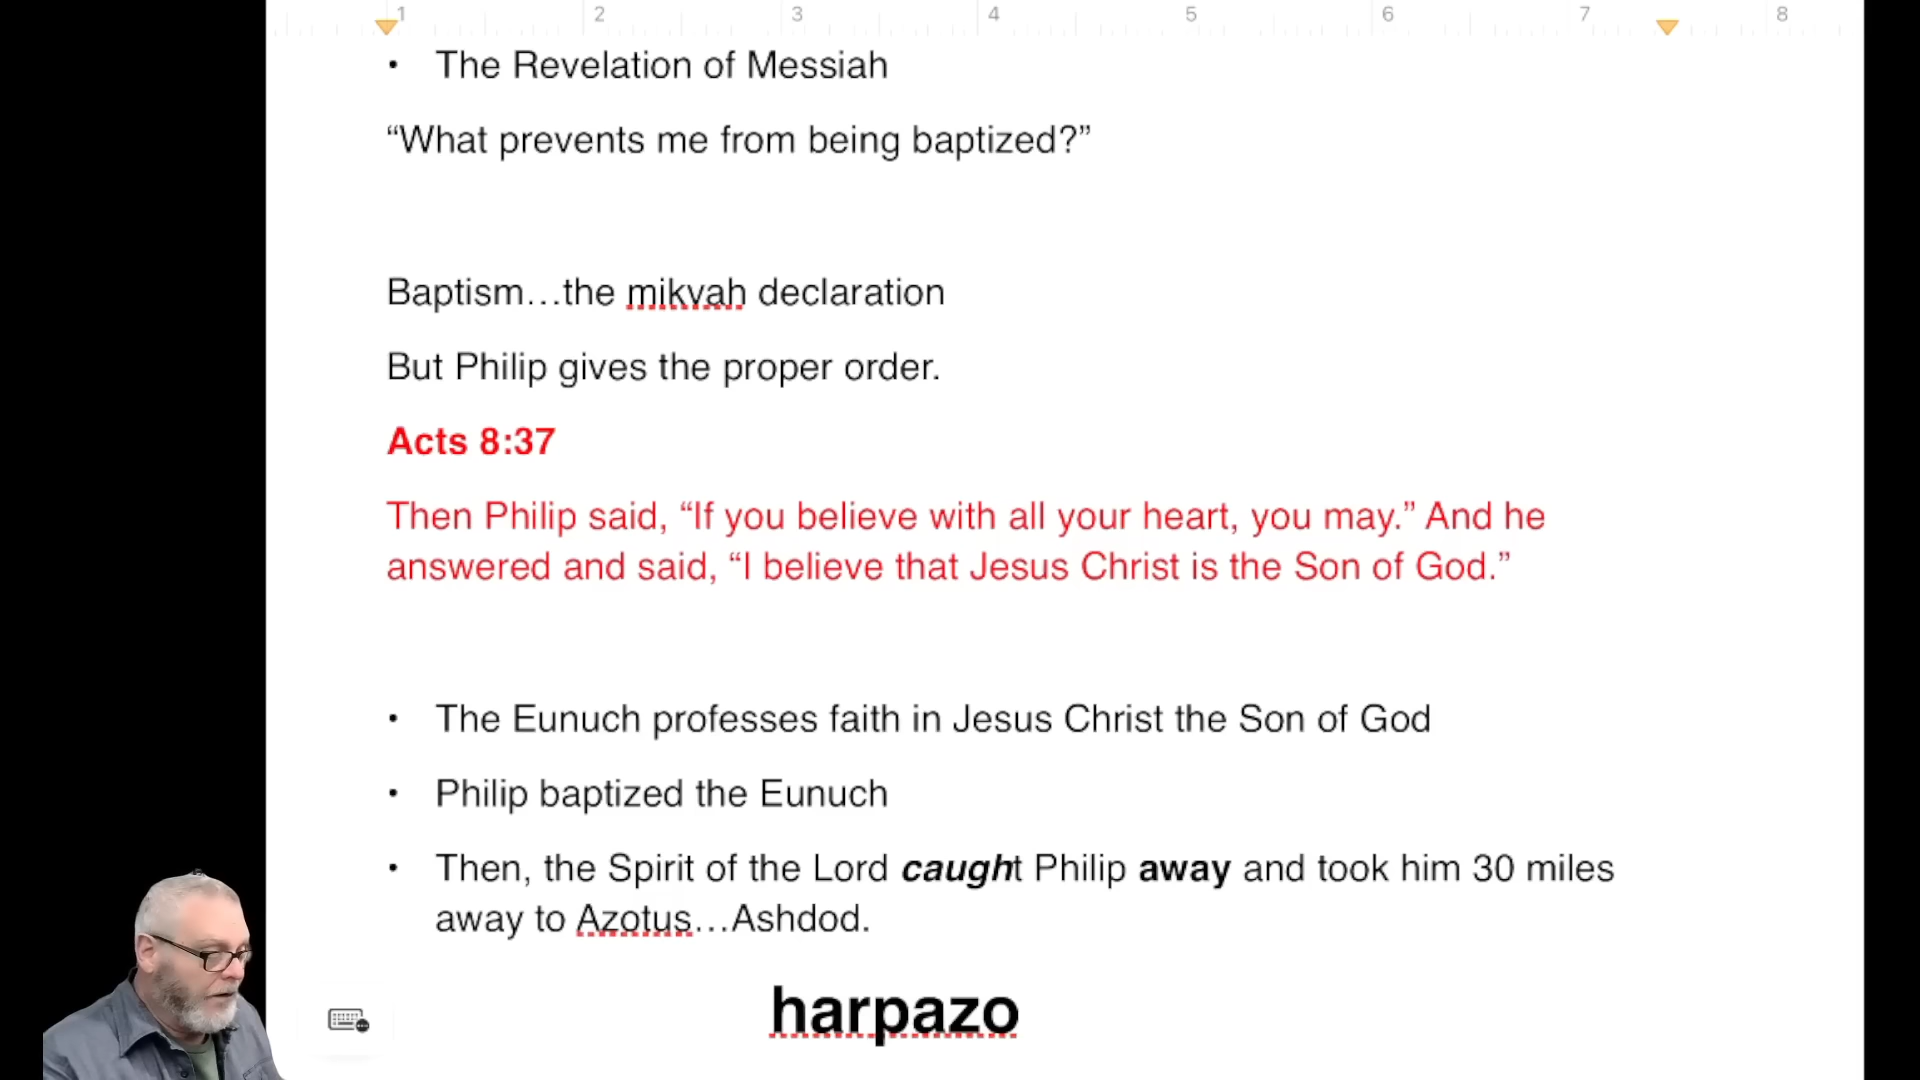 1 2 3 4 5 6 7 8
• The Revelation of Messiah
“What prevents me from being baptized?”
Baptism…the mikvah declaration
But Philip gives the proper order.
Acts 8:37
Then Philip said, “If you believe with all your heart, you may.” And he
answered and said, “I believe that Jesus Christ is the Son of God.”
• The Eunuch professes faith in Jesus Christ the Son of God
• Philip baptized the Eunuch
• Then, the Spirit of the Lord caught Philip away and took him 30 miles
away to Azotus…Ashdod.
harpazo